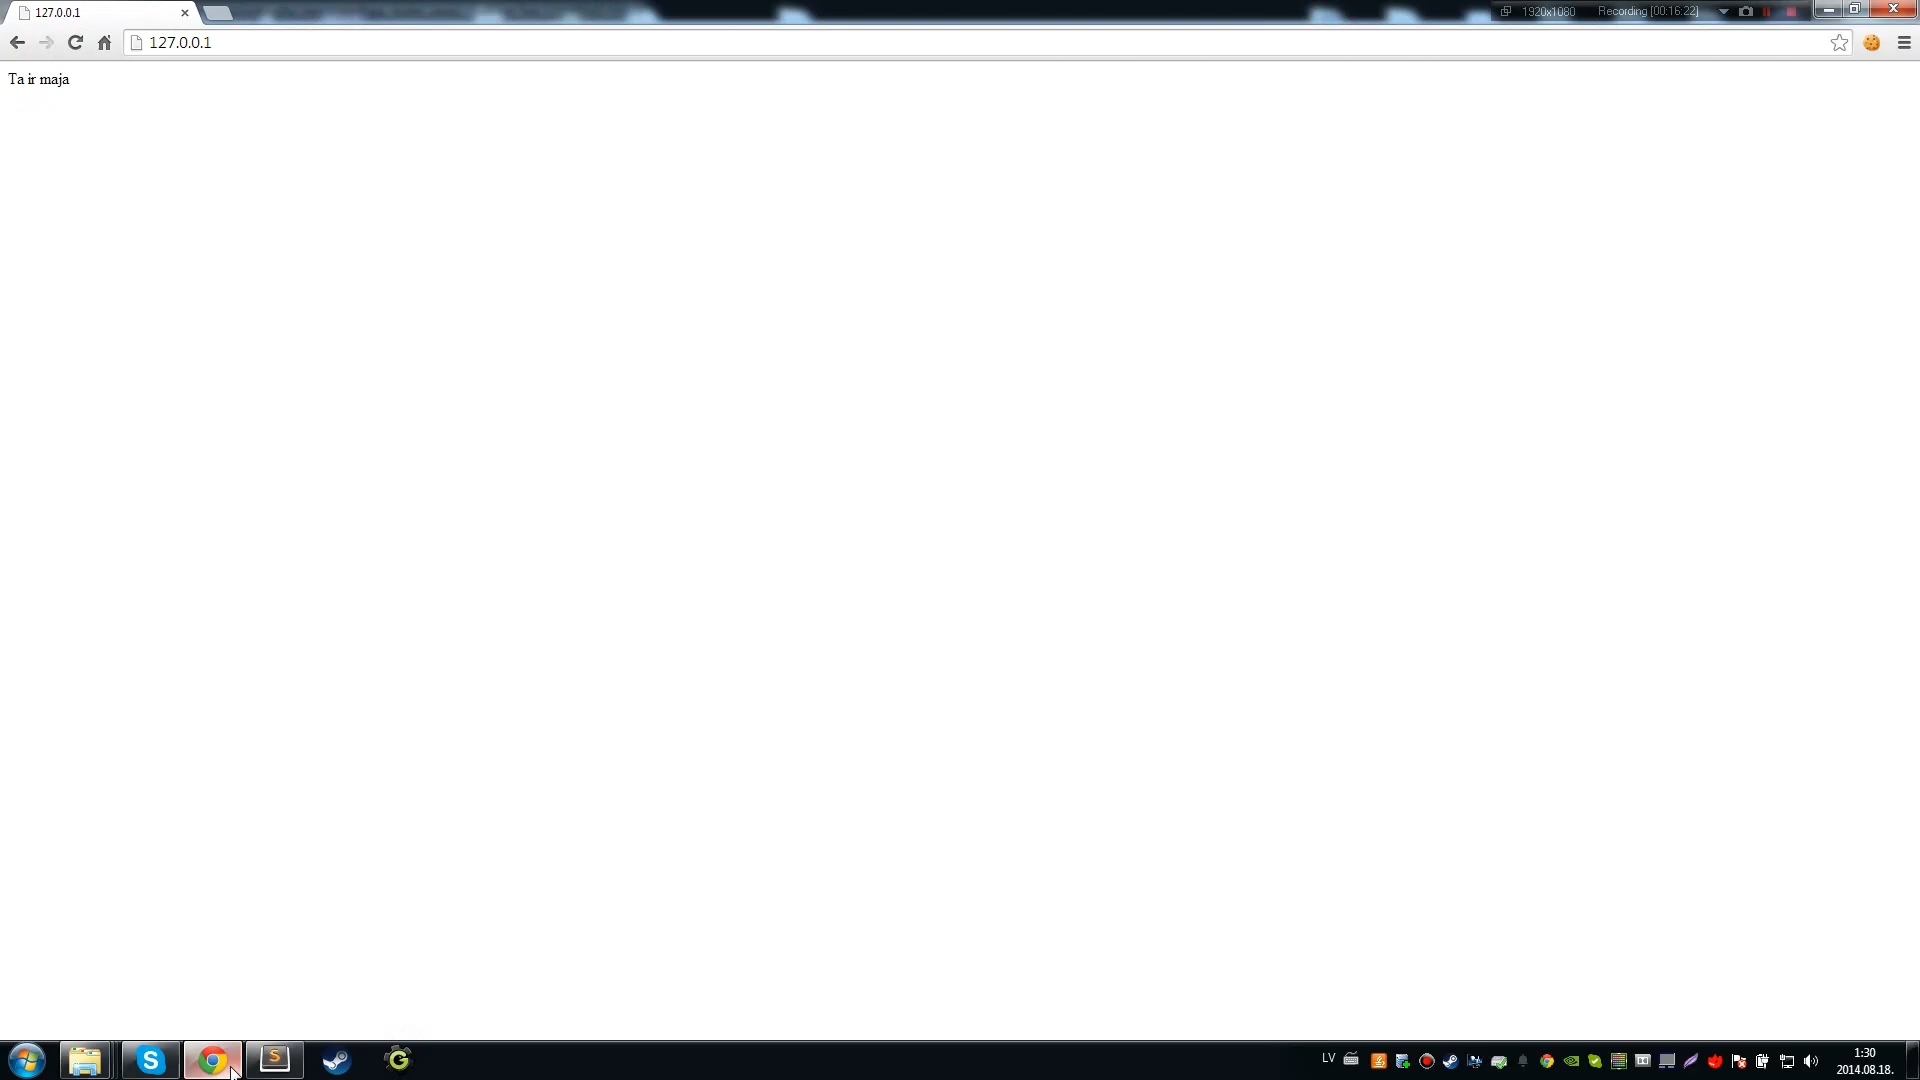 127.0.0.1
1920x1080 Recording [00:16:22]
127.0.0.1
Ta ir maja
LV
1:30
2014.08.18.